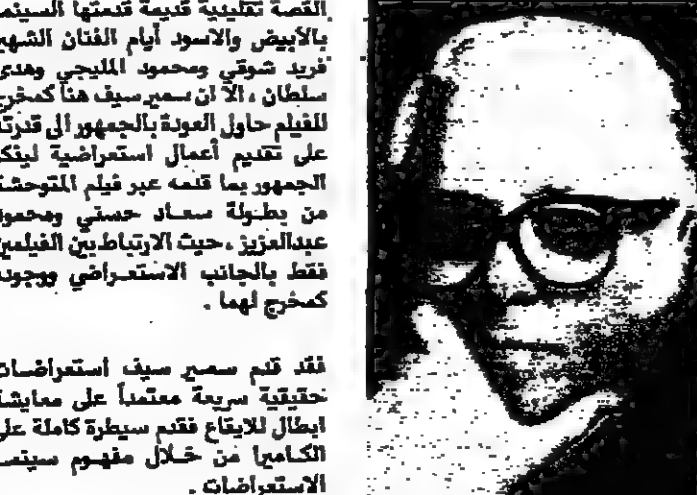 القصة تقليدية قديمة قدمتها السينما
بالأبيض والاسود أيام الفنان الشهير
فريد شوقي ومحمود المليجي وهدى
سلطان ، الا ان سمير سيف هنا كمخرج
للفيلم حاول العودة بالجمهور الى قدرته
على تقديم أعمال استعراضية ليذكر
الجمهور بما قدمه عبر فيلم المتوحشة
من بطولة سعاد حسني ومحمود
عبدالعزيز ، حيث الارتباط بين الفيلمين
فقط بالجانب الاستعراضي ووجوده
كمخرج لهما .
فقد قدم سمير سيف استعراضات
حقيقية سريعة معتمداً على معايشة
ابطال للايقاع فقدم سيطرة كاملة على
الكاميرا من خلال مفهوم
الاستعراضات .